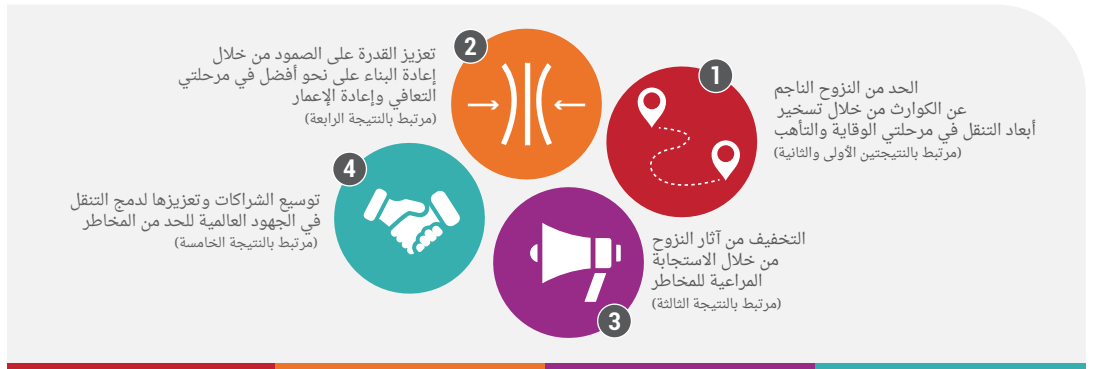 1
الحد من النزوح الناجم
عن الكوارث من خلال تسخير
أبعاد التنقل في مرحلتي الوقاية والتأهب
(مرتبط بالنتيجتين الأولى والثانية)
2
تعزيز القدرة على الصمود من خلال
إعادة البناء على نحو أفضل في مرحلتي
التعافي وإعادة الإعمار
(مرتبط بالنتيجة الرابعة)
3
التخفيف من آثار النزوح
من خلال الاستجابة
المراعية للمخاطر
(مرتبط بالنتيجة الثالثة)
4
توسيع الشراكات وتعزيزها لدمج التنقل
في الجهود العالمية للحد من المخاطر
(مرتبط بالنتيجة الخامسة)